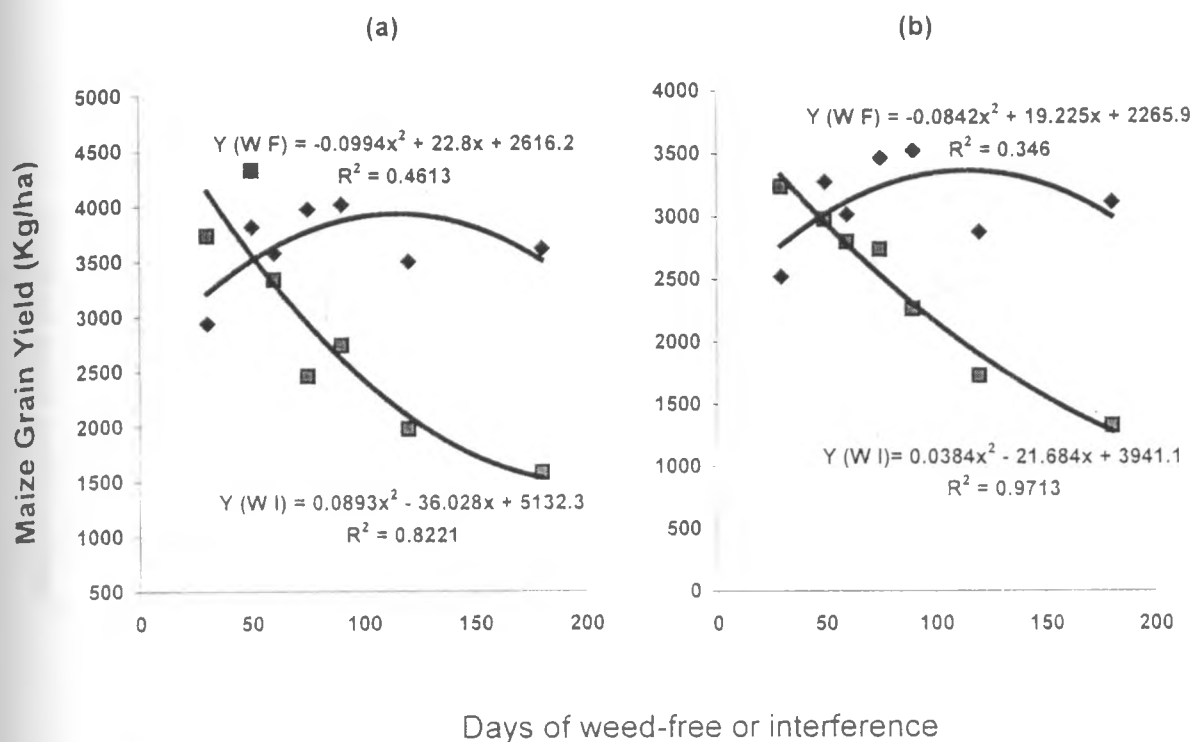 (a)
(b)
Maize Grain Yield (Kg/ha)
5000
4500
4000
3500
3000
2500
2000
1500
1000
500
0
50
100
150
200
Y (W F) = -0.0994x² + 22.8x + 2616.2
R² = 0.4613
Y (W I) = 0.0893x² - 36.028x + 5132.3
R² = 0.8221
4000
3500
3000
2500
2000
1500
1000
500
0
0
50
100
150
200
Y (W F) = -0.0842x² + 19.225x + 2265.9
R² = 0.346
Y (W I)= 0.0384x² - 21.684x + 3941.1
R² = 0.9713
Days of weed-free or interference